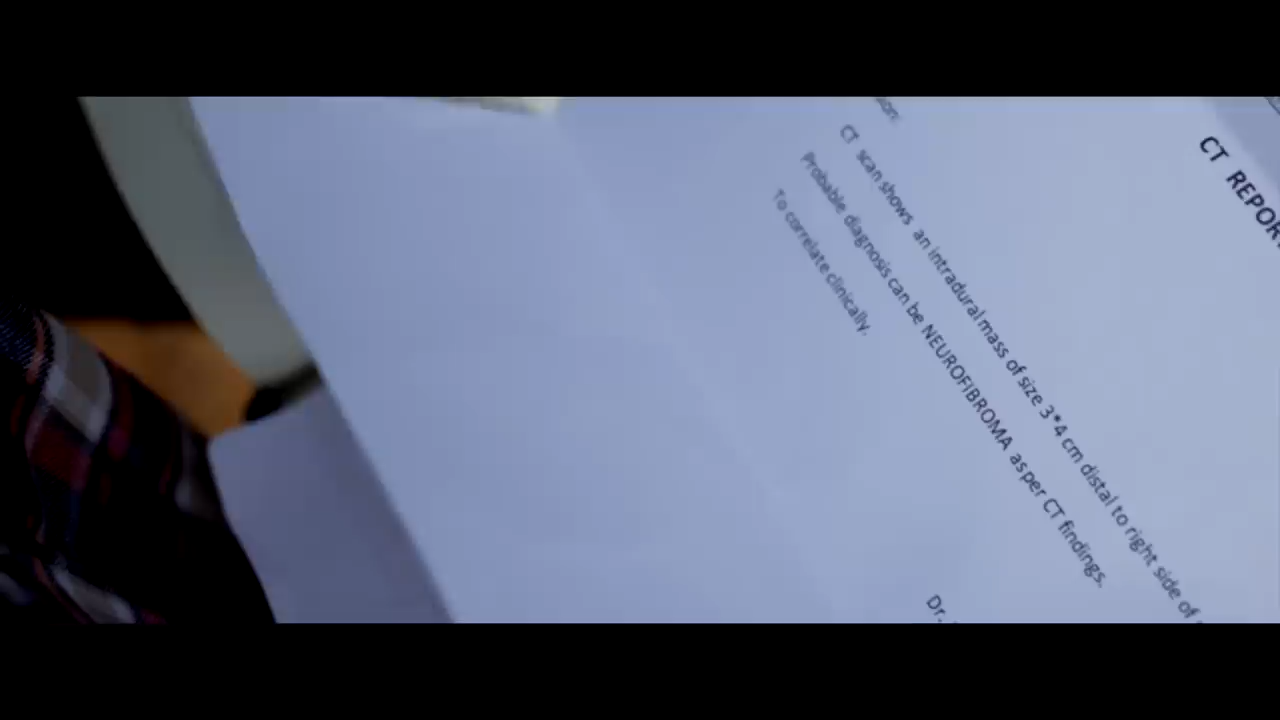 CT REPOR
CT scan shows an intradural mass of size 3*4 cm distal to right side of
Probable diagnosis can be NEUROFIBROMA as per CT findings.
To correlate clinically.
Dr.